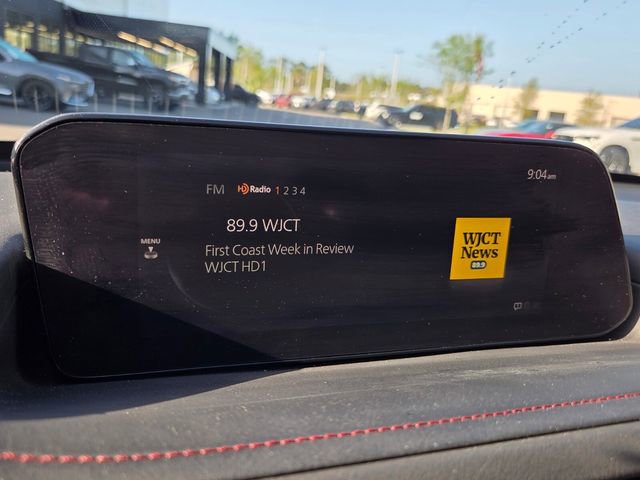 FM HD Radio 1 2 3 4
9:04am
89.9 WJCT
MENU
First Coast Week in Review
WJCT HD1
WJCT
News
89.9